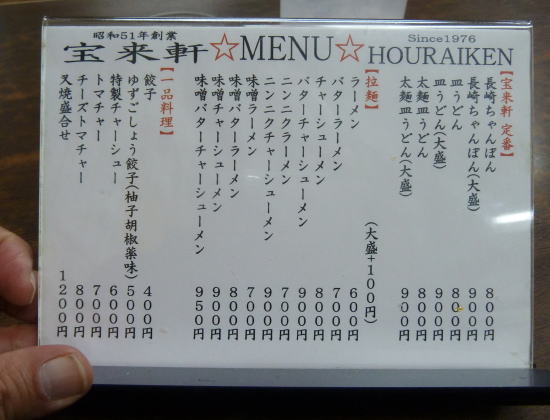 昭和51年創業
宝来軒☆MENU☆HOURAIKEN
Since1976
【宝来軒 定番】
長崎ちゃんぽん 800円
長崎ちゃんぽん(大盛) 900円
皿うどん 800円
皿うどん(大盛) 900円
太麺皿うどん 800円
太麺皿うどん(大盛) 900円
【拉麺】 (大盛+100円)
ラーメン 600円
バターラーメン 700円
チャーシューメン 800円
バターチャーシューメン 900円
ニンニクラーメン 700円
ニンニクチャーシューメン 900円
味噌ラーメン 700円
味噌バターラーメン 800円
味噌チャーシューメン 900円
味噌バターチャーシューメン 950円
【一品料理】
餃子 400円
ゆずごしょう餃子(柚子胡椒薬味) 500円
特製チャーシュー 600円
トマチャー 700円
チーズトマチャー 800円
叉焼盛合せ 1200円